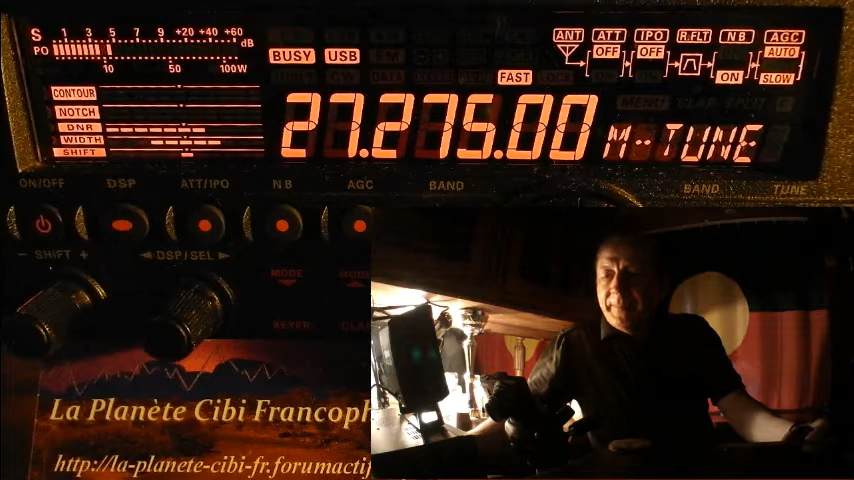 S 1 3 5 7 9 +20 +40 +60 dB
PO
10 50 100W
BUSY USB
FAST
ANT ATT IPO R.FLT NB AGC
OFF OFF AUTO
ON SLOW
CONTOUR
NOTCH
DNR
WIDTH
SHIFT
27.275.00 M-TUNE
ON/OFF DSP ATT/IPO NB AGC BAND BAND TUNE
− SHIFT + ◄ DSP/SEL ►
MODE MODE
KEYER
La Planète Cibi Francoph
http://la-planete-cibi-fr.forumactif